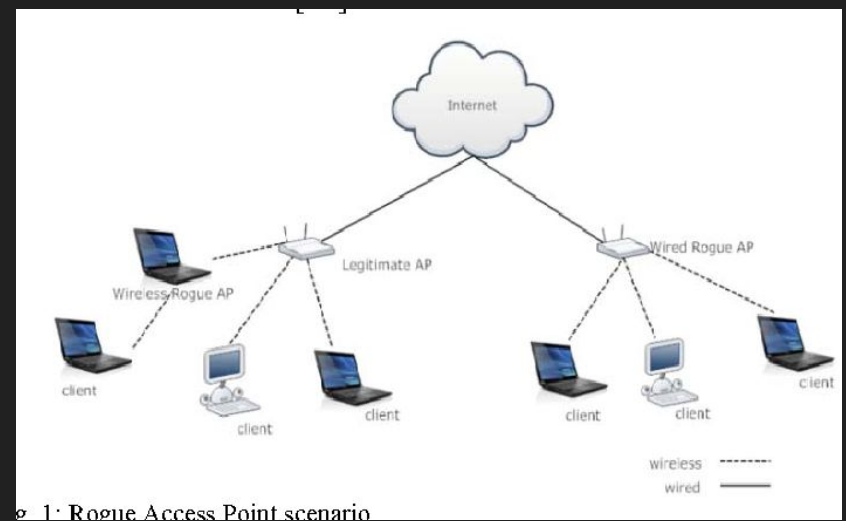 Internet
Legitimate AP
Wired Rogue AP
Wireless Rogue AP
client
client
client
client
client
client
wireless
wired
g. 1: Rogue Access Point scenario